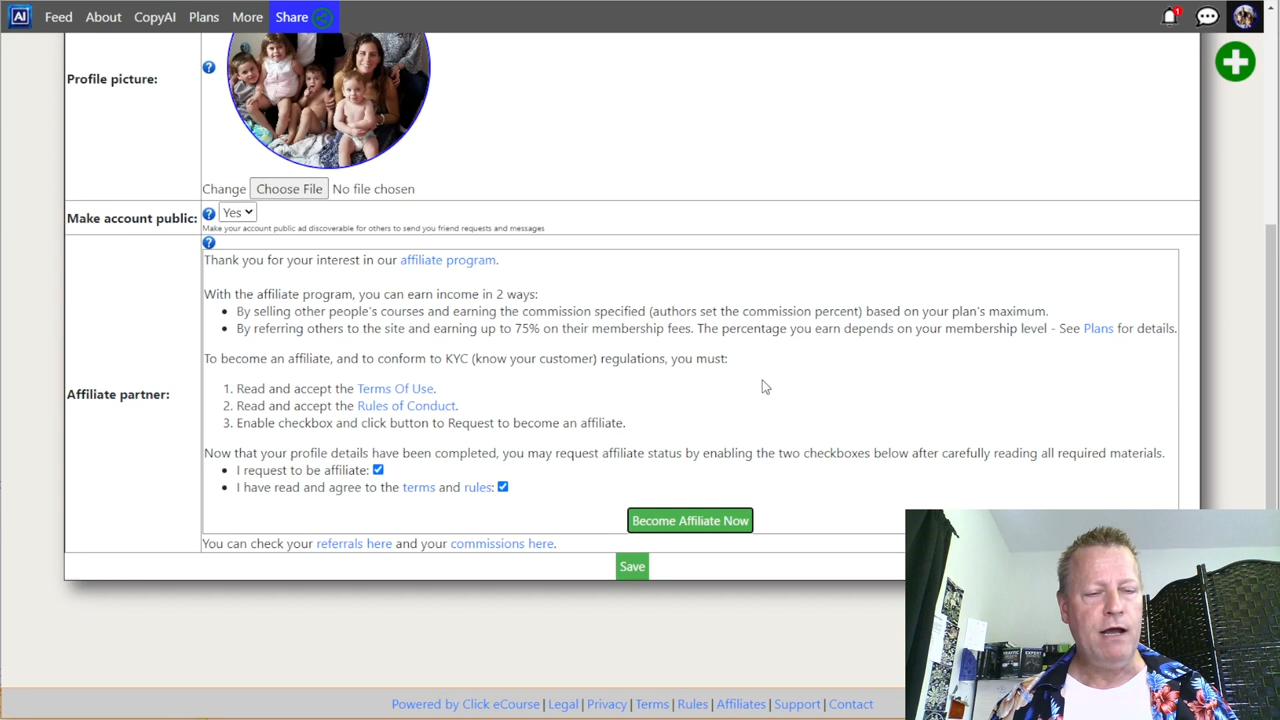 AI Feed About CopyAI Plans More Share 1
Profile picture:
Change Choose File No file chosen
Make account public: Yes
Make your account public ad discoverable for others to send you friend requests and messages
Affiliate partner:
Thank you for your interest in our affiliate program.
With the affiliate program, you can earn income in 2 ways:
• By selling other people's courses and earning the commission specified (authors set the commission percent) based on your plan's maximum.
• By referring others to the site and earning up to 75% on their membership fees. The percentage you earn depends on your membership level - See Plans for details.
To become an affiliate, and to conform to KYC (know your customer) regulations, you must:
1. Read and accept the Terms Of Use.
2. Read and accept the Rules of Conduct.
3. Enable checkbox and click button to Request to become an affiliate.
Now that your profile details have been completed, you may request affiliate status by enabling the two checkboxes below after carefully reading all required materials.
• I request to be affiliate:
• I have read and agree to the terms and rules:
Become Affiliate Now
You can check your referrals here and your commissions here.
Save
Powered by Click eCourse | Legal | Privacy | Terms | Rules | Affiliates | Support | Contact